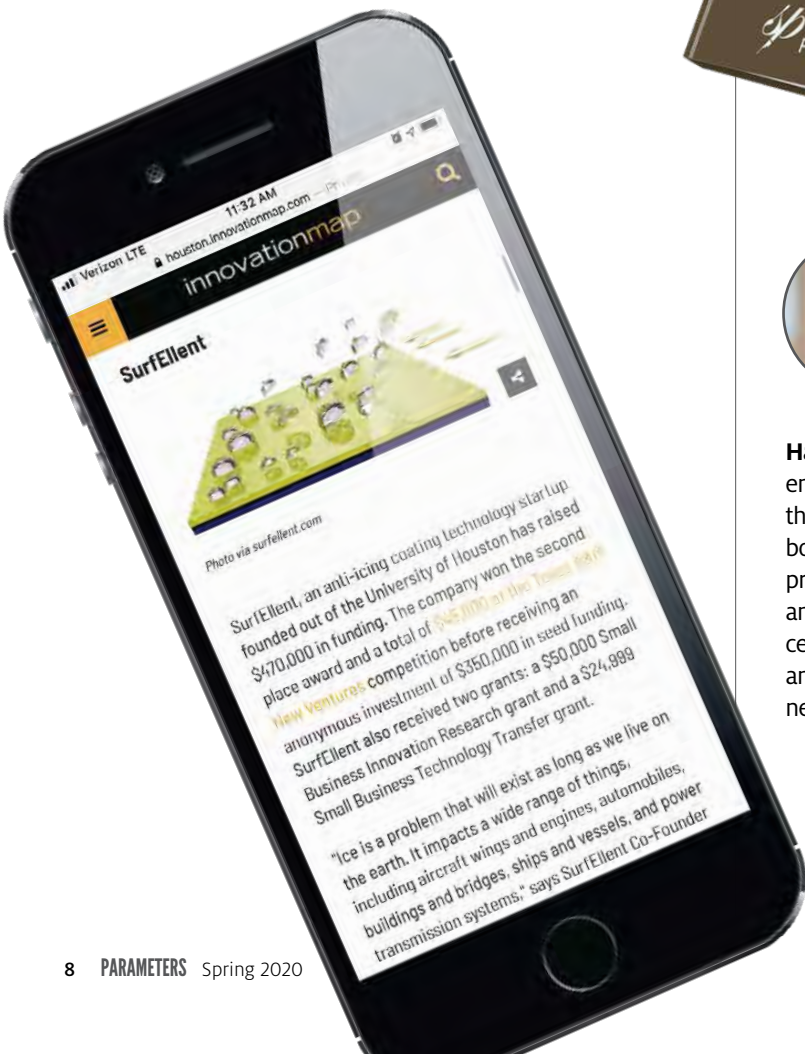 Verizon LTE
11:32 AM
houston.innovationmap.com
innovationmap
SurfEllent
Photo via surfellent.com
SurfEllent, an anti-icing coating technology startup
founded out of the University of Houston has raised
$470,000 in funding. The company won the second
place award and a total of $45,000 at the Texas
New Ventures competition before receiving an
anonymous investment of $350,000 in seed funding.
SurfEllent also received two grants: a $50,000 Small
Business Innovation Research grant and a $24,999
Small Business Technology Transfer grant.
"Ice is a problem that will exist as long as we live on
the earth. It impacts a wide range of things,
including aircraft wings and engines, automobiles,
buildings and bridges, ships and vessels, and power
transmission systems," says SurfEllent Co-Founder
8 PARAMETERS Spring 2020